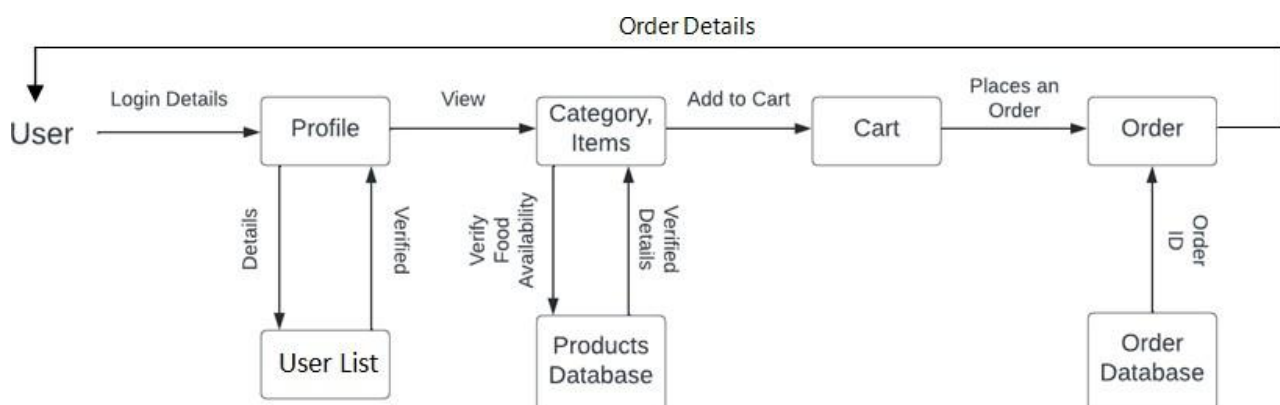 Order Details
User
Login Details
Profile
View
Category,
Items
Add to Cart
Cart
Places an
Order
Order
Details
Verified
Verify
Food
Availability
Verified
Details
Order
ID
User List
Products
Database
Order
Database